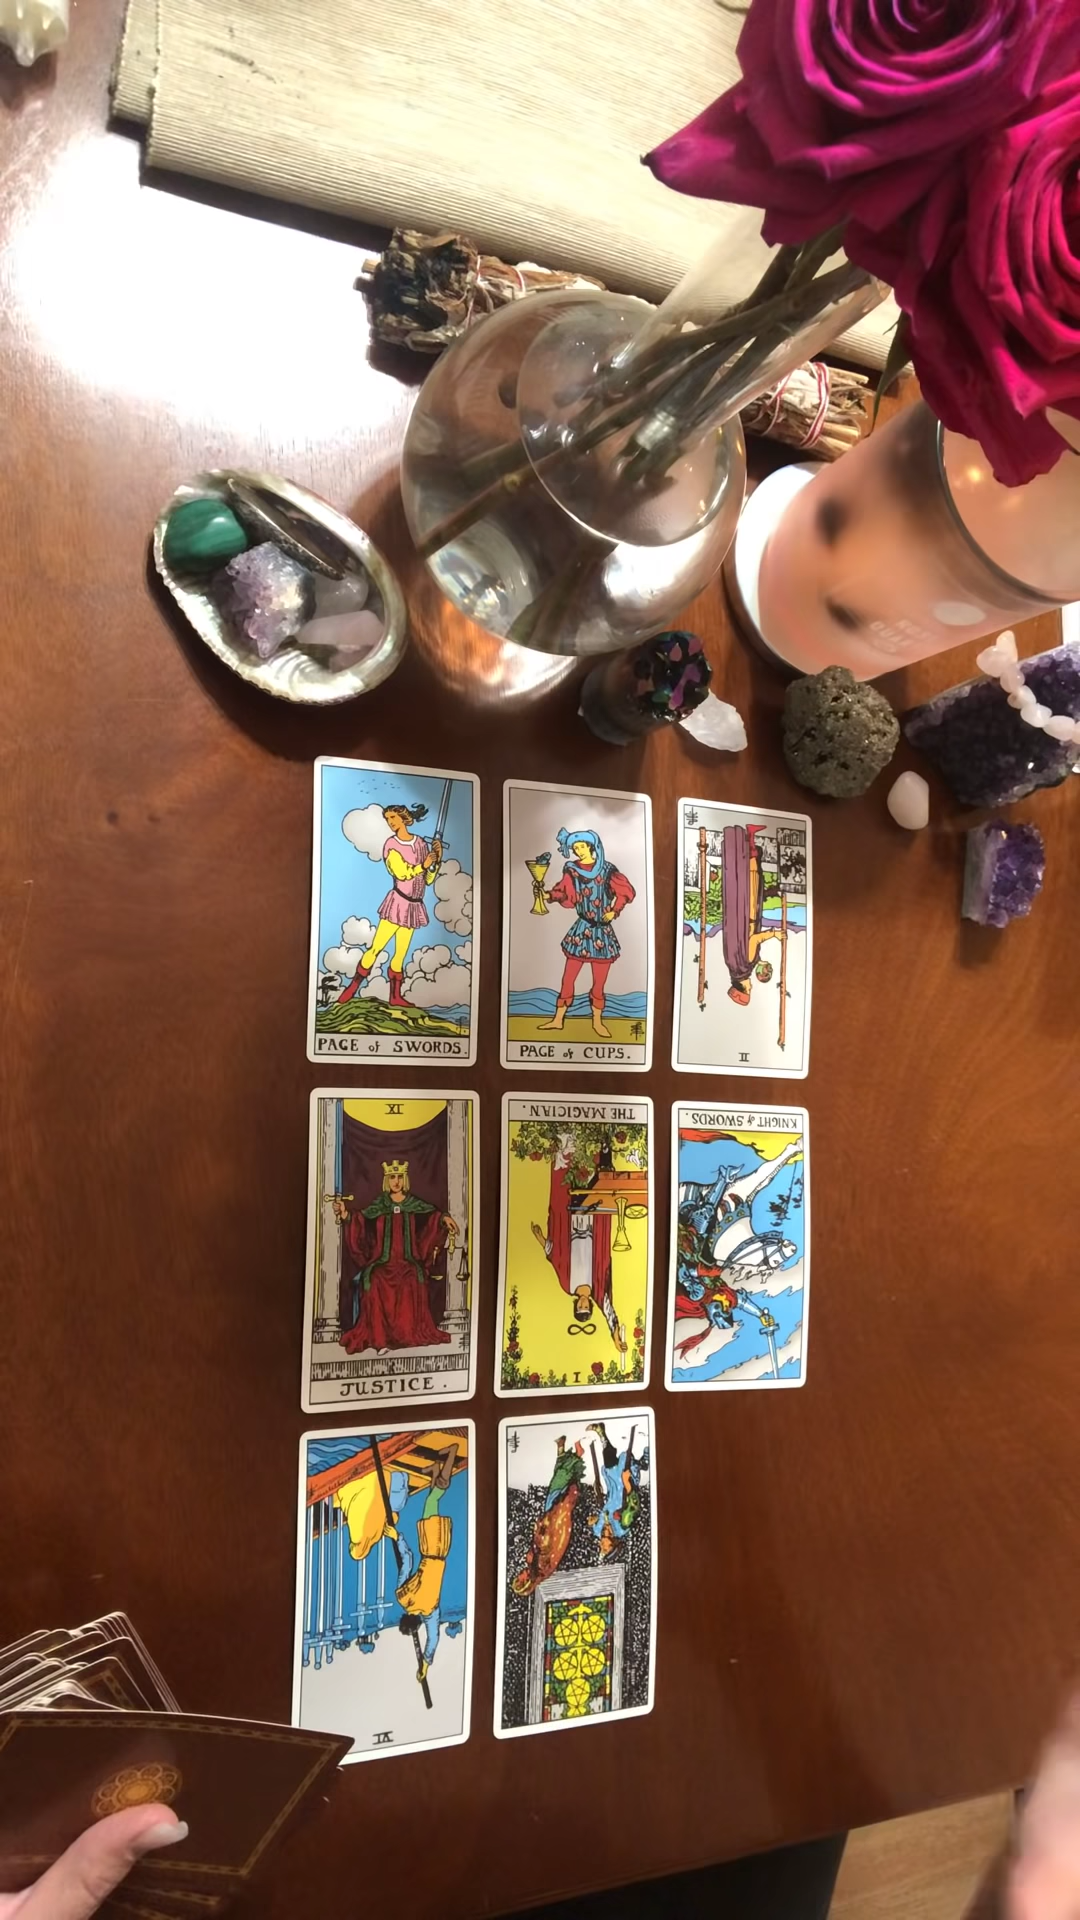 PAGE of SWORDS.
PAGE of CUPS.
II
XI
JUSTICE.
THE MAGICIAN.
I
KNIGHT of SWORDS.
VI